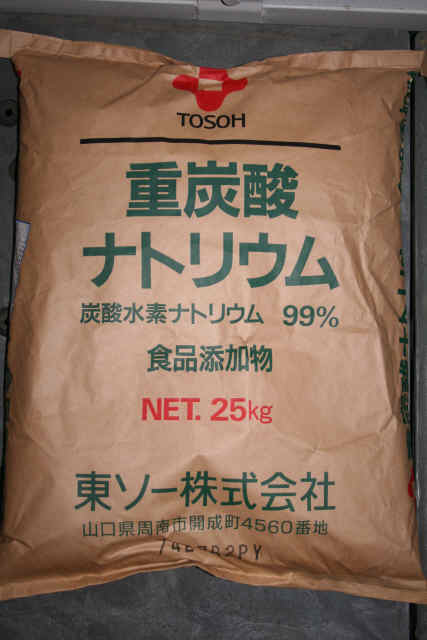 TOSOH
重炭酸
ナトリウム
炭酸水素ナトリウム 99%
食品添加物
NET. 25kg
東ソー株式会社
山口県周南市開成町4560番地